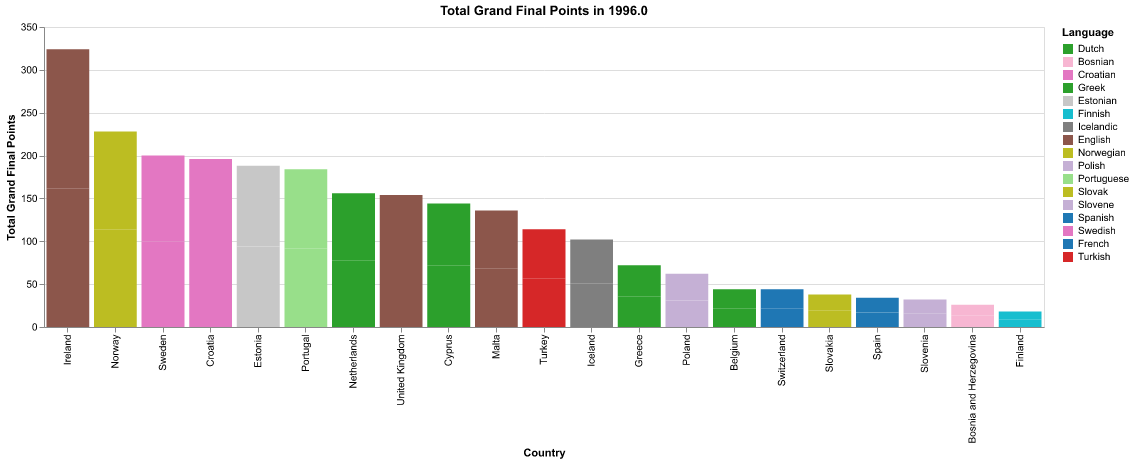 Total Grand Final Points in 1996.0
Total Grand Final Points
350
300
250
200
150
100
50
0
Ireland
Norway
Sweden
Croatia
Estonia
Portugal
Netherlands
United Kingdom
Cyprus
Malta
Turkey
Iceland
Greece
Poland
Belgium
Switzerland
Slovakia
Spain
Slovenia
Bosnia and Herzegovina
Finland
Country
Language
Dutch
Bosnian
Croatian
Greek
Estonian
Finnish
Icelandic
English
Norwegian
Polish
Portuguese
Slovak
Slovene
Spanish
Swedish
French
Turkish